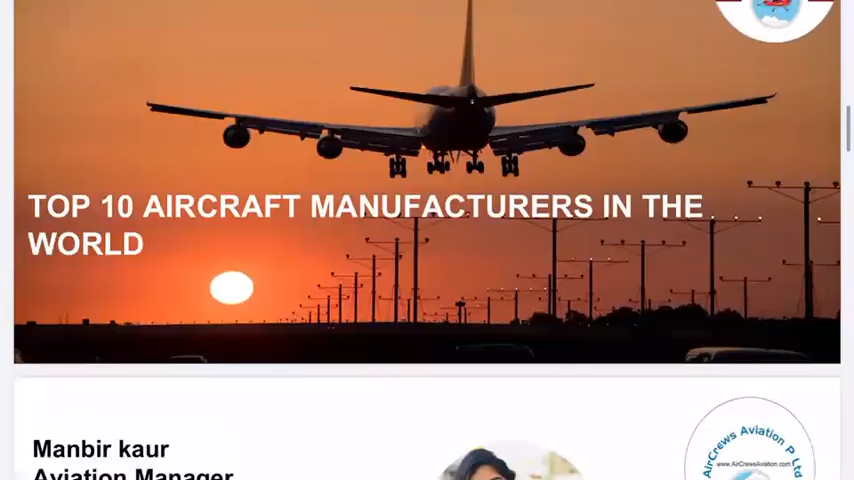 TOP 10 AIRCRAFT MANUFACTURERS IN THE
WORLD
Manbir kaur
Aviation Manager
AirCrews Aviation P Ltd
www.AirCrewsAviation.com